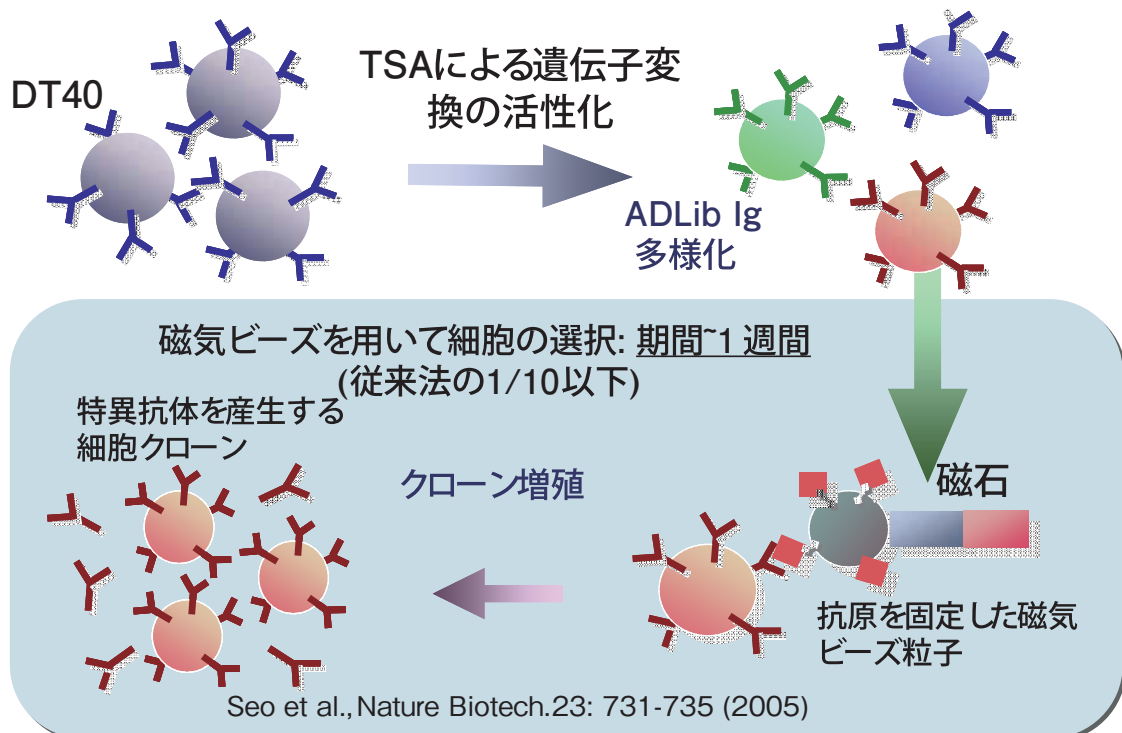 DT40
TSAによる遺伝子変
換の活性化
ADLib Ig
多様化
磁気ビーズを用いて細胞の選択: 期間~1 週間
(従来法の1/10以下)
特異抗体を産生する
細胞クローン
クローン増殖
磁石
抗原を固定した磁気
ビーズ粒子
Seo et al., Nature Biotech.23: 731-735 (2005)